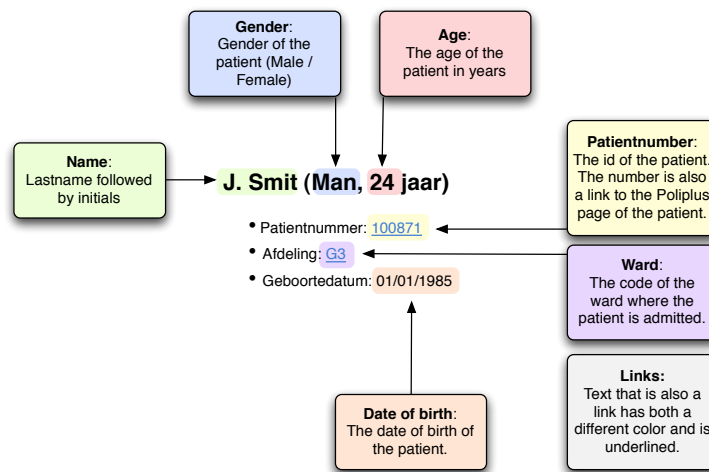 Gender:
Gender of the
patient (Male /
Female)
Age:
The age of the
patient in years
Name:
Lastname followed
by initials
J. Smit (Man, 24 jaar)
• Patientnummer: 100871
• Afdeling: G3
• Geboortedatum: 01/01/1985
Patientnumber:
The id of the patient.
The number is also
a link to the Poliplus
page of the patient.
Ward:
The code of the
ward where the
patient is admitted.
Links:
Text that is also a
link has both a
different color and is
underlined.
Date of birth:
The date of birth of
the patient.